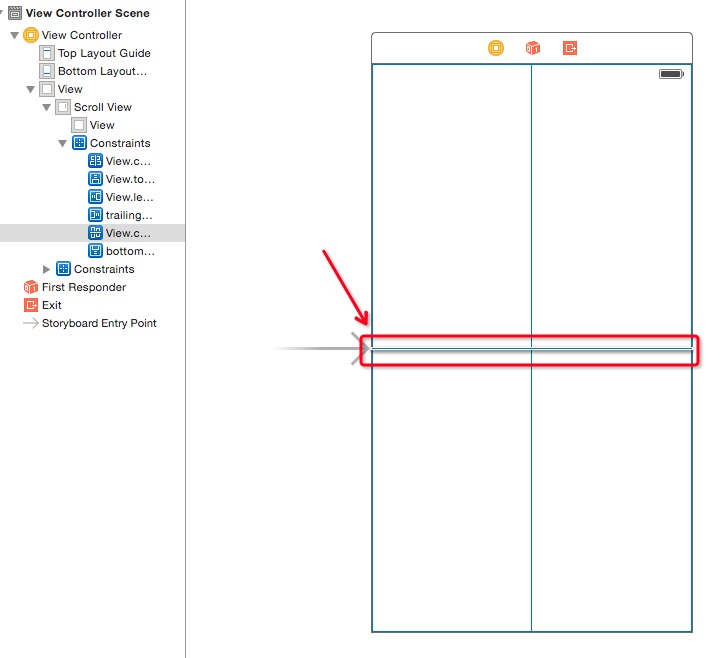 View Controller Scene
View Controller
Top Layout Guide
Bottom Layout...
View
Scroll View
View
Constraints
View.c...
View.to...
View.le...
trailing...
View.c...
bottom...
Constraints
First Responder
Exit
Storyboard Entry Point